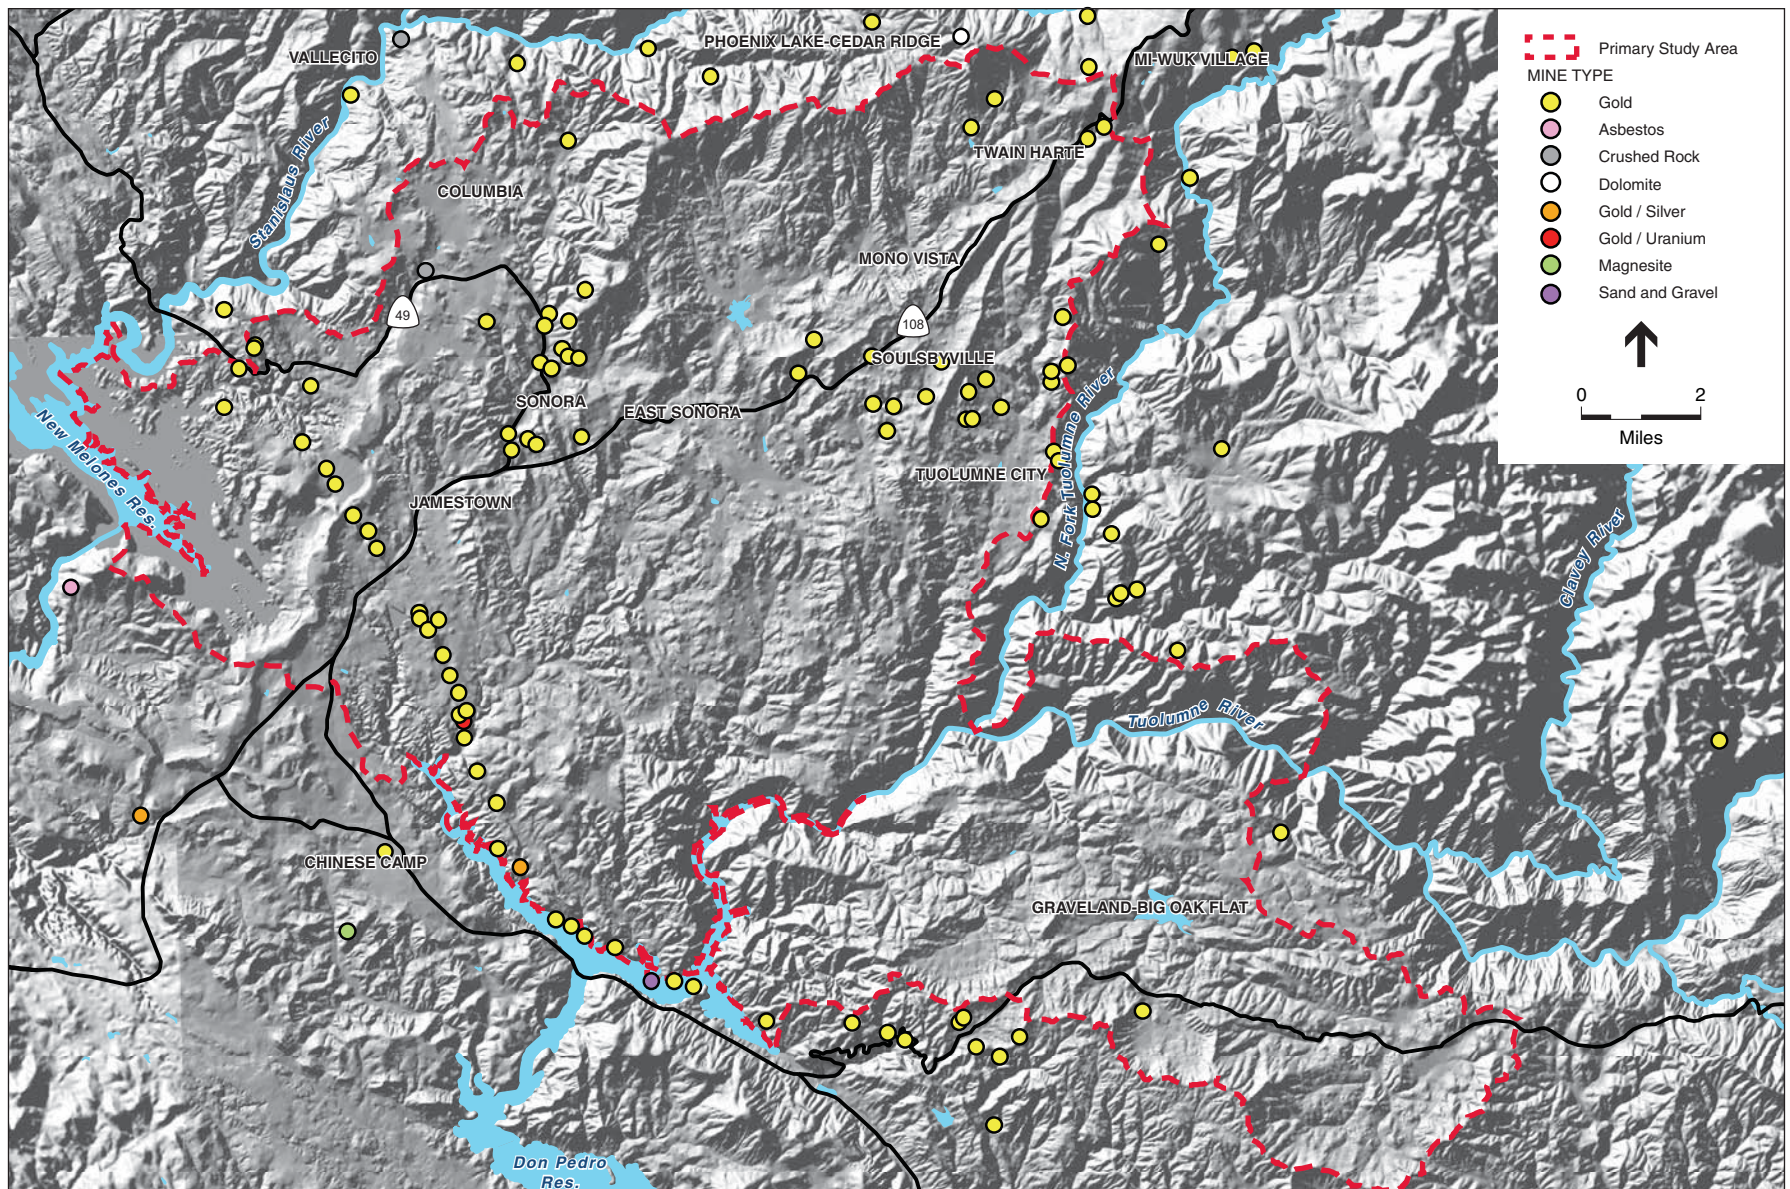 VALLECITO
PHOENIX LAKE-CEDAR RIDGE
MI-WUK VILLAGE
Stanislaus River
COLUMBIA
TWAIN HARTE
MONO VISTA
49
108
SOULSBYVILLE
SONORA
EAST SONORA
New Melones Res.
JAMESTOWN
TUOLUMNE CITY
N. Fork Tuolumne River
Clavey River
Tuolumne River
CHINESE CAMP
GRAVELAND-BIG OAK FLAT
Don Pedro
Res.
Primary Study Area
MINE TYPE
Gold
Asbestos
Crushed Rock
Dolomite
Gold / Silver
Gold / Uranium
Magnesite
Sand and Gravel
0 2
Miles